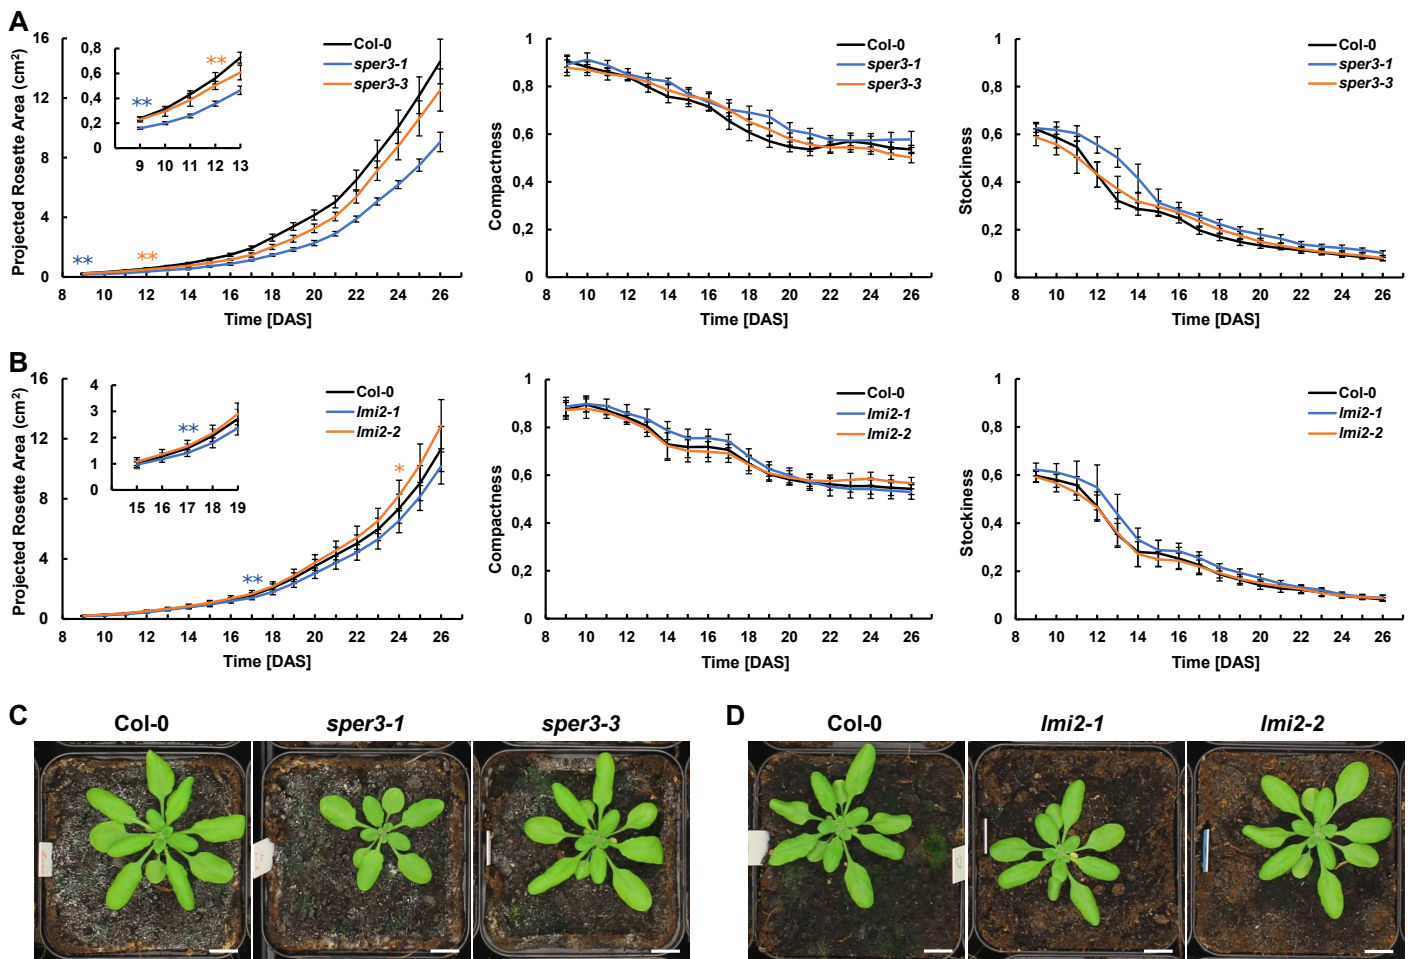 A
Projected Rosette Area (cm²)
16
12
8
4
0
8 10 12 14 16 18 20 22 24 26
Time [DAS]
0,8
0,6
0,4
0,2
0
9 10 11 12 13
**
**
**
**
Col-0
sper3-1
sper3-3
Compactness
1
0,8
0,6
0,4
0,2
0
8 10 12 14 16 18 20 22 24 26
Time [DAS]
Col-0
sper3-1
sper3-3
Stockiness
1
0,8
0,6
0,4
0,2
0
8 10 12 14 16 18 20 22 24 26
Time [DAS]
Col-0
sper3-1
sper3-3
B
Projected Rosette Area (cm²)
16
12
8
4
0
8 10 12 14 16 18 20 22 24 26
Time [DAS]
4
3
2
1
0
15 16 17 18 19
**
**
*
Col-0
lmi2-1
lmi2-2
Compactness
1
0,8
0,6
0,4
0,2
0
8 10 12 14 16 18 20 22 24 26
Time [DAS]
Col-0
lmi2-1
lmi2-2
Stockiness
1
0,8
0,6
0,4
0,2
0
8 10 12 14 16 18 20 22 24 26
Time [DAS]
Col-0
lmi2-1
lmi2-2
C
Col-0 sper3-1 sper3-3
D
Col-0 lmi2-1 lmi2-2